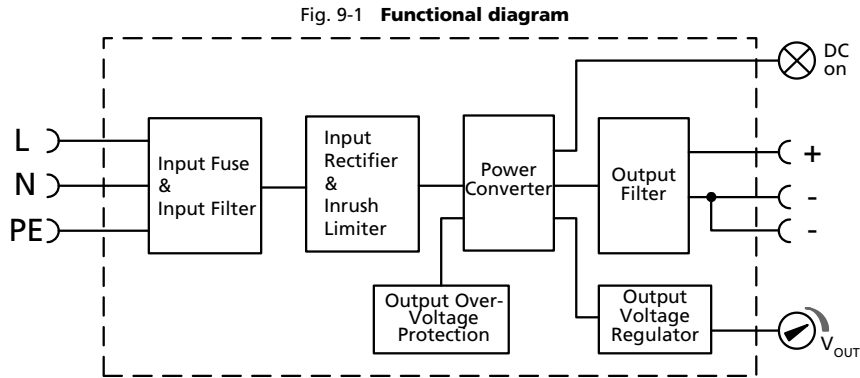 Fig. 9-1 Functional diagram
DC
on
L
N
PE
Input Fuse
&
Input Filter
Input
Rectifier
&
Inrush
Limiter
Power
Converter
Output
Filter
+
-
-
Output Over-
Voltage
Protection
Output
Voltage
Regulator
VOUT